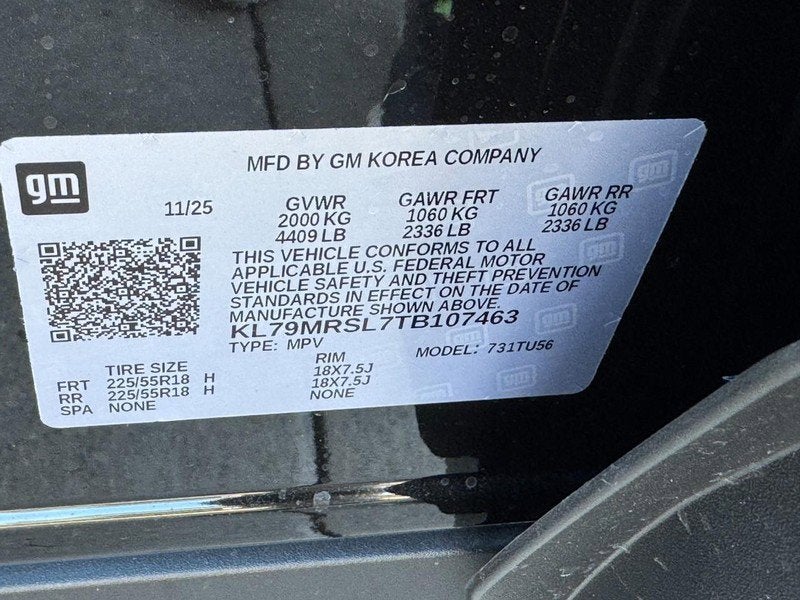 MFD BY GM KOREA COMPANY
gm
11/25 GVWR GAWR FRT GAWR RR
2000 KG 1060 KG 1060 KG
4409 LB 2336 LB 2336 LB
THIS VEHICLE CONFORMS TO ALL
APPLICABLE U.S. FEDERAL MOTOR
VEHICLE SAFETY AND THEFT PREVENTION
STANDARDS IN EFFECT ON THE DATE OF
MANUFACTURE SHOWN ABOVE.
KL79MRSL7TB107463
TYPE: MPV MODEL: 731TU56
TIRE SIZE RIM
FRT 225/55R18 H 18X7.5J
RR 225/55R18 H 18X7.5J
SPA NONE NONE